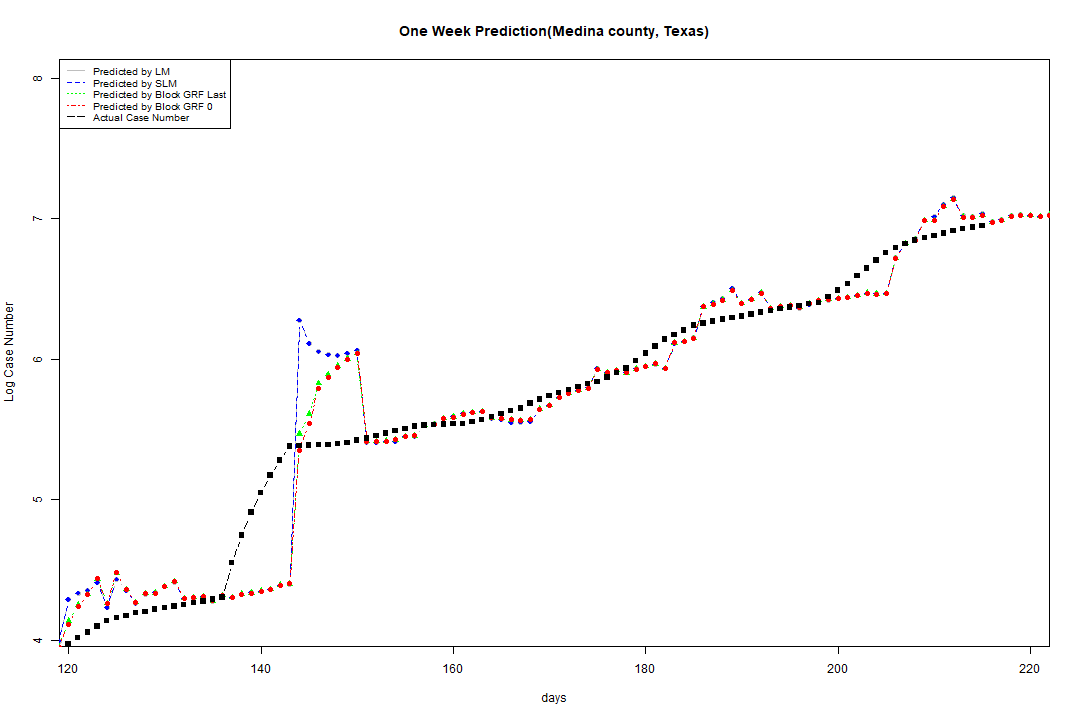 One Week Prediction(Medina county, Texas)
Predicted by LM
Predicted by SLM
Predicted by Block GRF Last
Predicted by Block GRF 0
Actual Case Number
8
7
6
5
4
Log Case Number
120 140 160 180 200 220
days